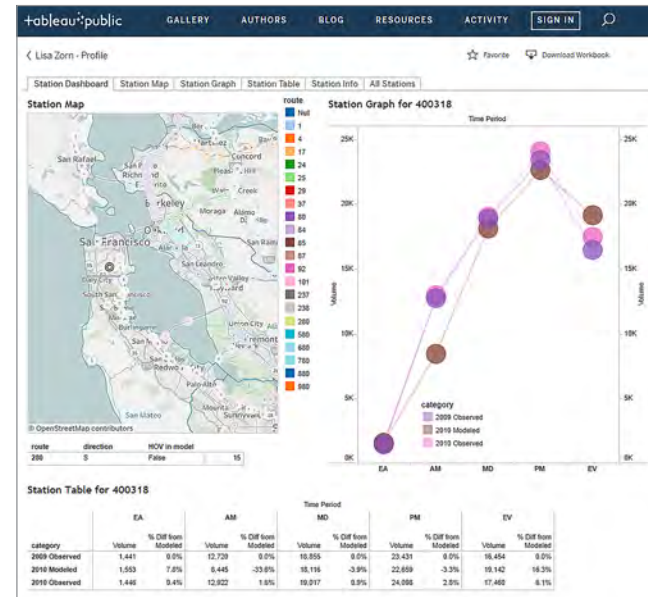 +ableau public GALLERY AUTHORS BLOG RESOURCES ACTIVITY SIGN IN
Lisa Zorn - Profile Favorite Download Workbook
Station Dashboard Station Map Station Graph Station Table Station Info All Stations
Station Map
San Rafael
Concord
Creek
Moraga
Alamo
San Francisco
San Leandro
Daly City
Burlingame
Union City
Palo Alto
San Mateo
Sunnyvale
© OpenStreetMap contributors
route
Null
1
4
17
24
25
29
37
80
84
85
87
92
101
237
238
280
580
680
780
880
980
Station Graph for 400318
Time Period
25K 25K
20K 20K
15K 15K
Volume Volume
10K 10K
5K 5K
0K 0K
category
2009 Observed
2010 Modeled
2010 Observed
EA AM MD PM EV
route direction HOV in model
280 S False 15
Station Table for 400318
Time Period
EA AM MD PM EV
% Diff from % Diff from % Diff from % Diff from % Diff from
category Volume Modeled Volume Modeled Volume Modeled Volume Modeled Volume Modeled
2009 Observed 1,441 0.0% 12,720 0.0% 18,855 0.0% 23,431 0.0% 16,454 0.0%
2010 Modeled 1,553 7.8% 8,445 -33.6% 18,116 -3.9% 22,659 -3.3% 19,142 16.3%
2010 Observed 1,446 0.4% 12,922 1.6% 19,017 0.9% 24,098 2.8% 17,460 6.1%